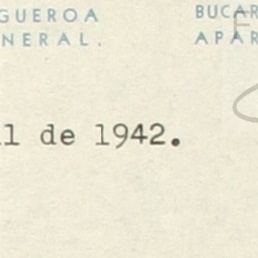 GUEROA BUCAR
NERAL. APAR
l de 1942.